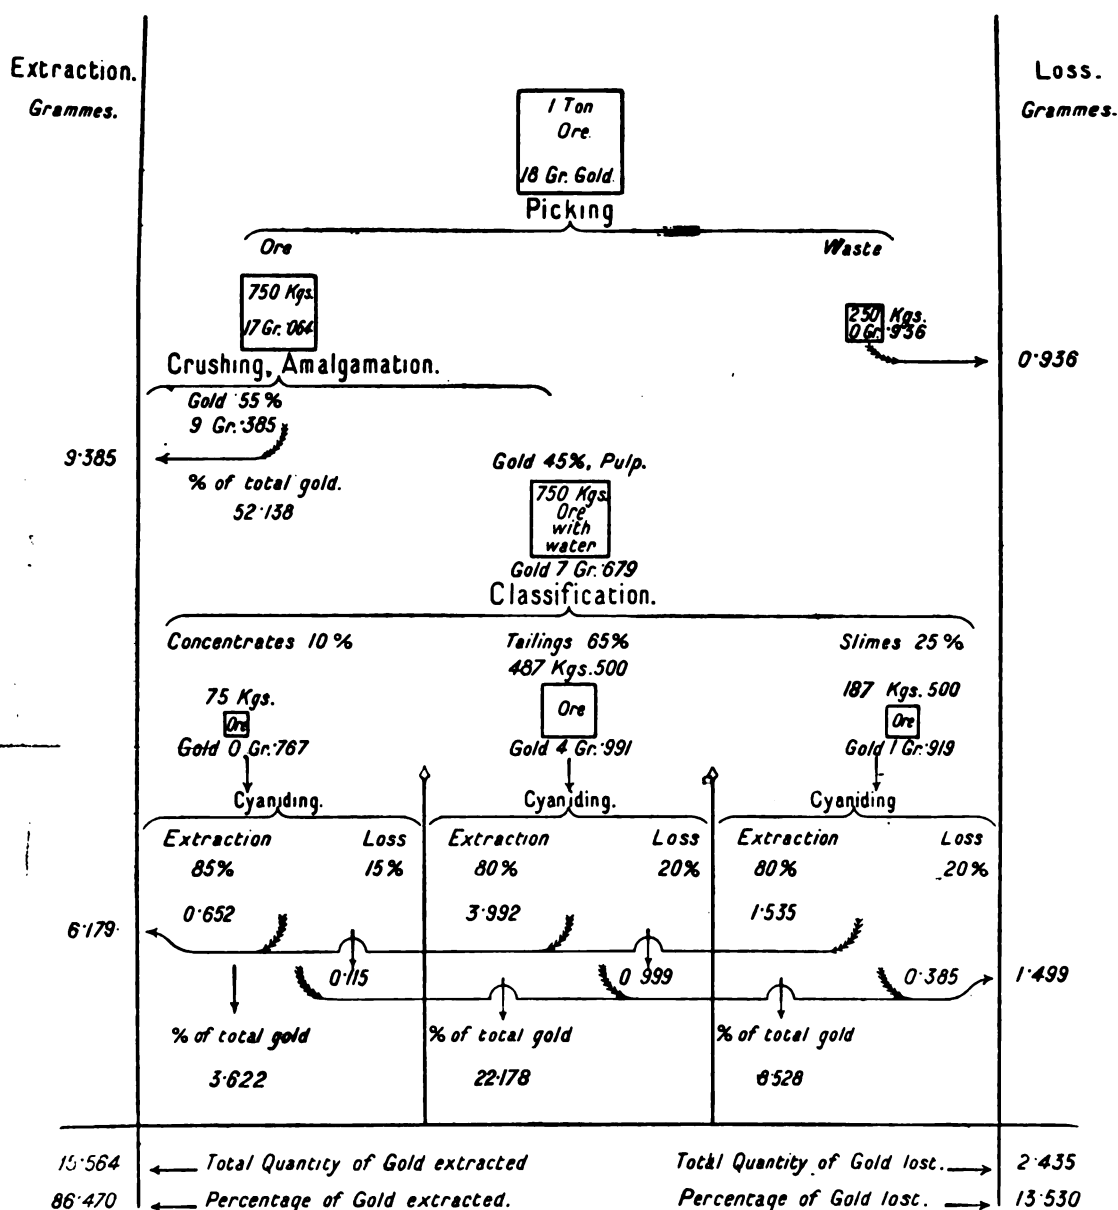 Extraction.
Grammes.
Loss.
Grammes.
1 Ton
Ore.
18 Gr. Gold.
Picking
Ore
Waste
750 Kgs.
17 Gr.·064
250 Kgs.
0 Gr.·936
0·936
Crushing, Amalgamation.
Gold 55%
9 Gr.·385
9·385
% of total gold.
52·138
Gold 45%, Pulp.
750 Kgs.
Ore
with
water
Gold 7 Gr.·679
Classification.
Concentrates 10%
Tailings 65%
Slimes 25%
487 Kgs.500
75 Kgs.
187 Kgs.500
Ore
Ore
Ore
Gold 0 Gr.·767
Gold 4 Gr.·991
Gold 1 Gr.·919
Cyaniding.
Cyaniding.
Cyaniding
Extraction Loss
85% 15%
Extraction Loss
80% 20%
Extraction Loss
80% 20%
0·652
3·992
1·535
6·179
0·115
0·999
0·385
1·499
% of total gold
% of total gold
% of total gold
3·622
22·178
8·528
15·564 Total Quantity of Gold extracted
Total Quantity of Gold lost. 2·435
86·470 Percentage of Gold extracted.
Percentage of Gold lost. 13·530